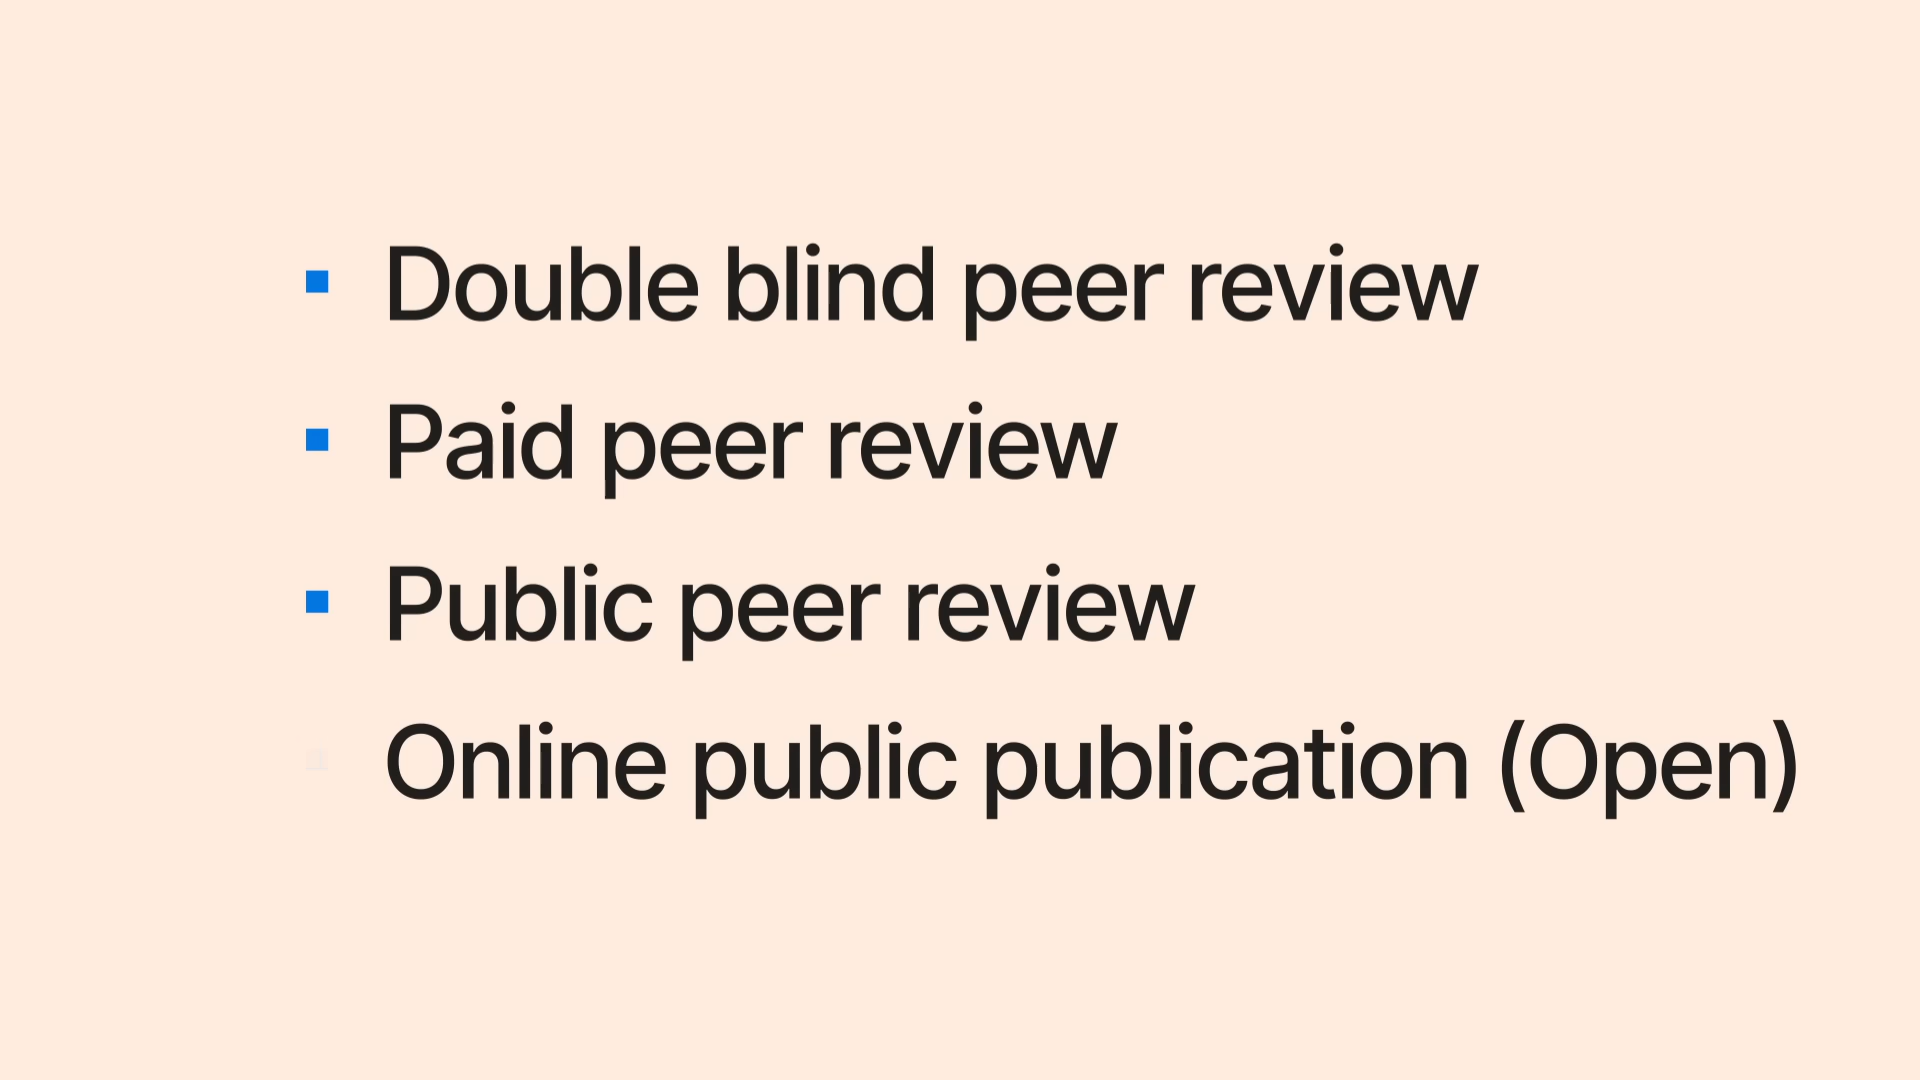 Double blind peer review
Paid peer review
Public peer review
Online public publication (Open)